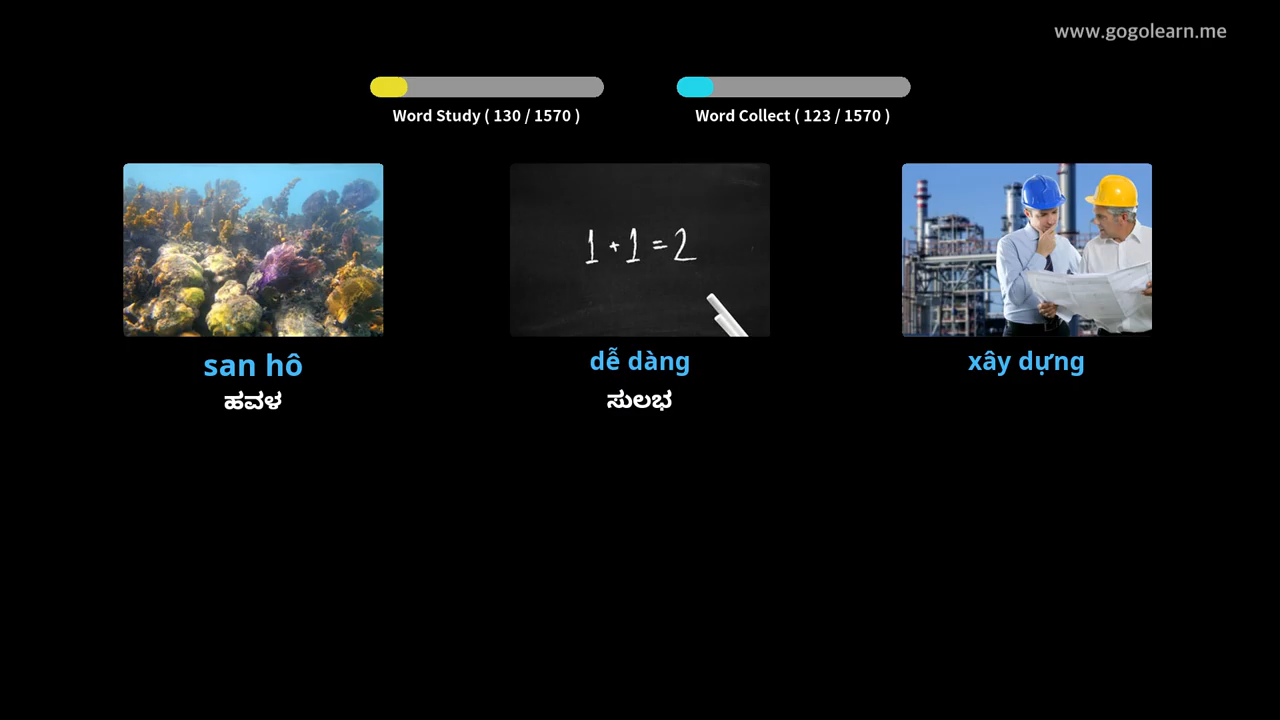 www.gogolearn.me
Word Study ( 130 / 1570 )
Word Collect ( 123 / 1570 )
1 + 1 = 2
san hô
dễ dàng
xây dựng
ಹವಳ
ಸುಲಭ